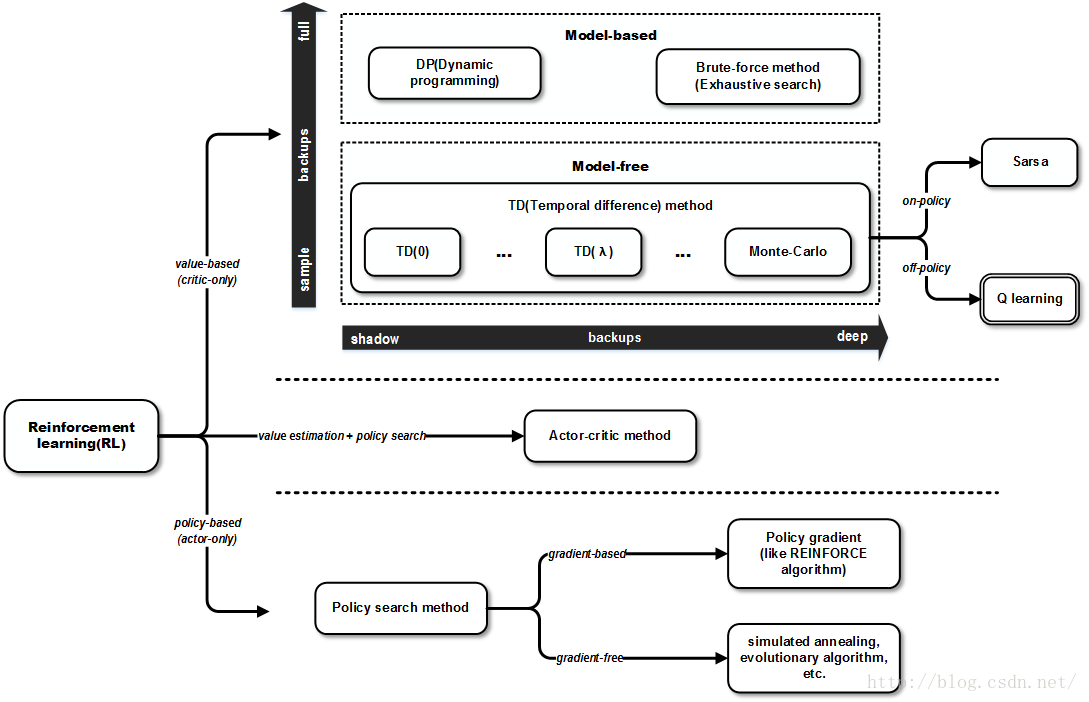 full
backups
sample
Model-based
DP(Dynamic
programming)
Brute-force method
(Exhaustive search)
Model-free
TD(Temporal difference) method
TD(0)
...
TD( λ )
...
Monte-Carlo
on-policy
off-policy
Sarsa
Q learning
shadow
backups
deep
value-based
(critic-only)
Reinforcement
learning(RL)
value estimation + policy search
Actor-critic method
policy-based
(actor-only)
Policy search method
gradient-based
gradient-free
Policy gradient
(like REINFORCE
algorithm)
simulated annealing,
evolutionary algorithm,
etc.
http://blog.csdn.net/